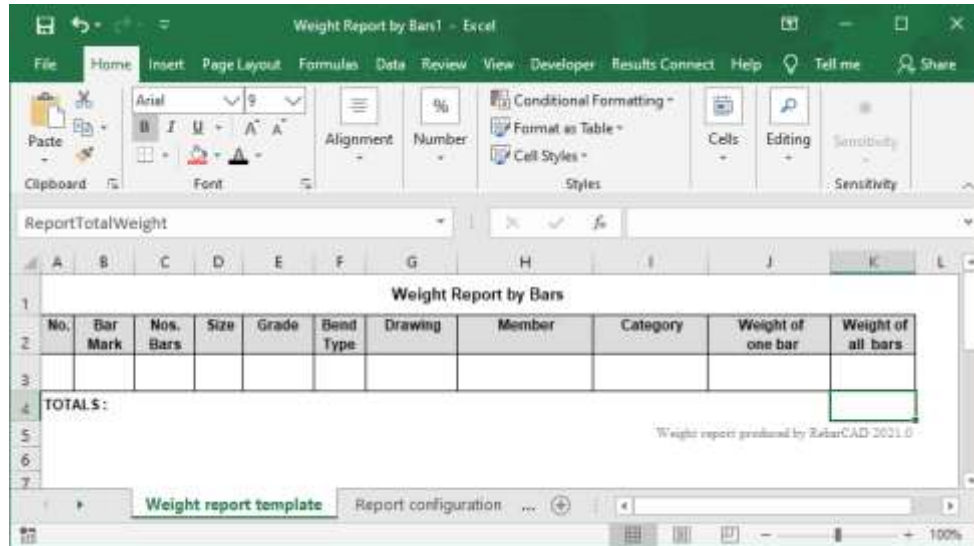 Weight Report by Bars1 - Excel
File Home Insert Page Layout Formulas Data Review View Developer Results Connect Help Tell me Share
Arial 9
Paste
B I U A A A
Alignment
%
Number
Conditional Formatting
Format as Table
Cell Styles
Cells
Editing
Sensitivity
Clipboard Font Styles Sensitivity
ReportTotalWeight fx
A B C D E F G H I J K L
1 Weight Report by Bars
2 No. Bar Mark Nos. Bars Size Grade Bend Type Drawing Member Category Weight of one bar Weight of all bars
3
4 TOTALS:
5 Weight report produced by RebarCAD 2021.0
6
7
Weight report template Report configuration ...
100%